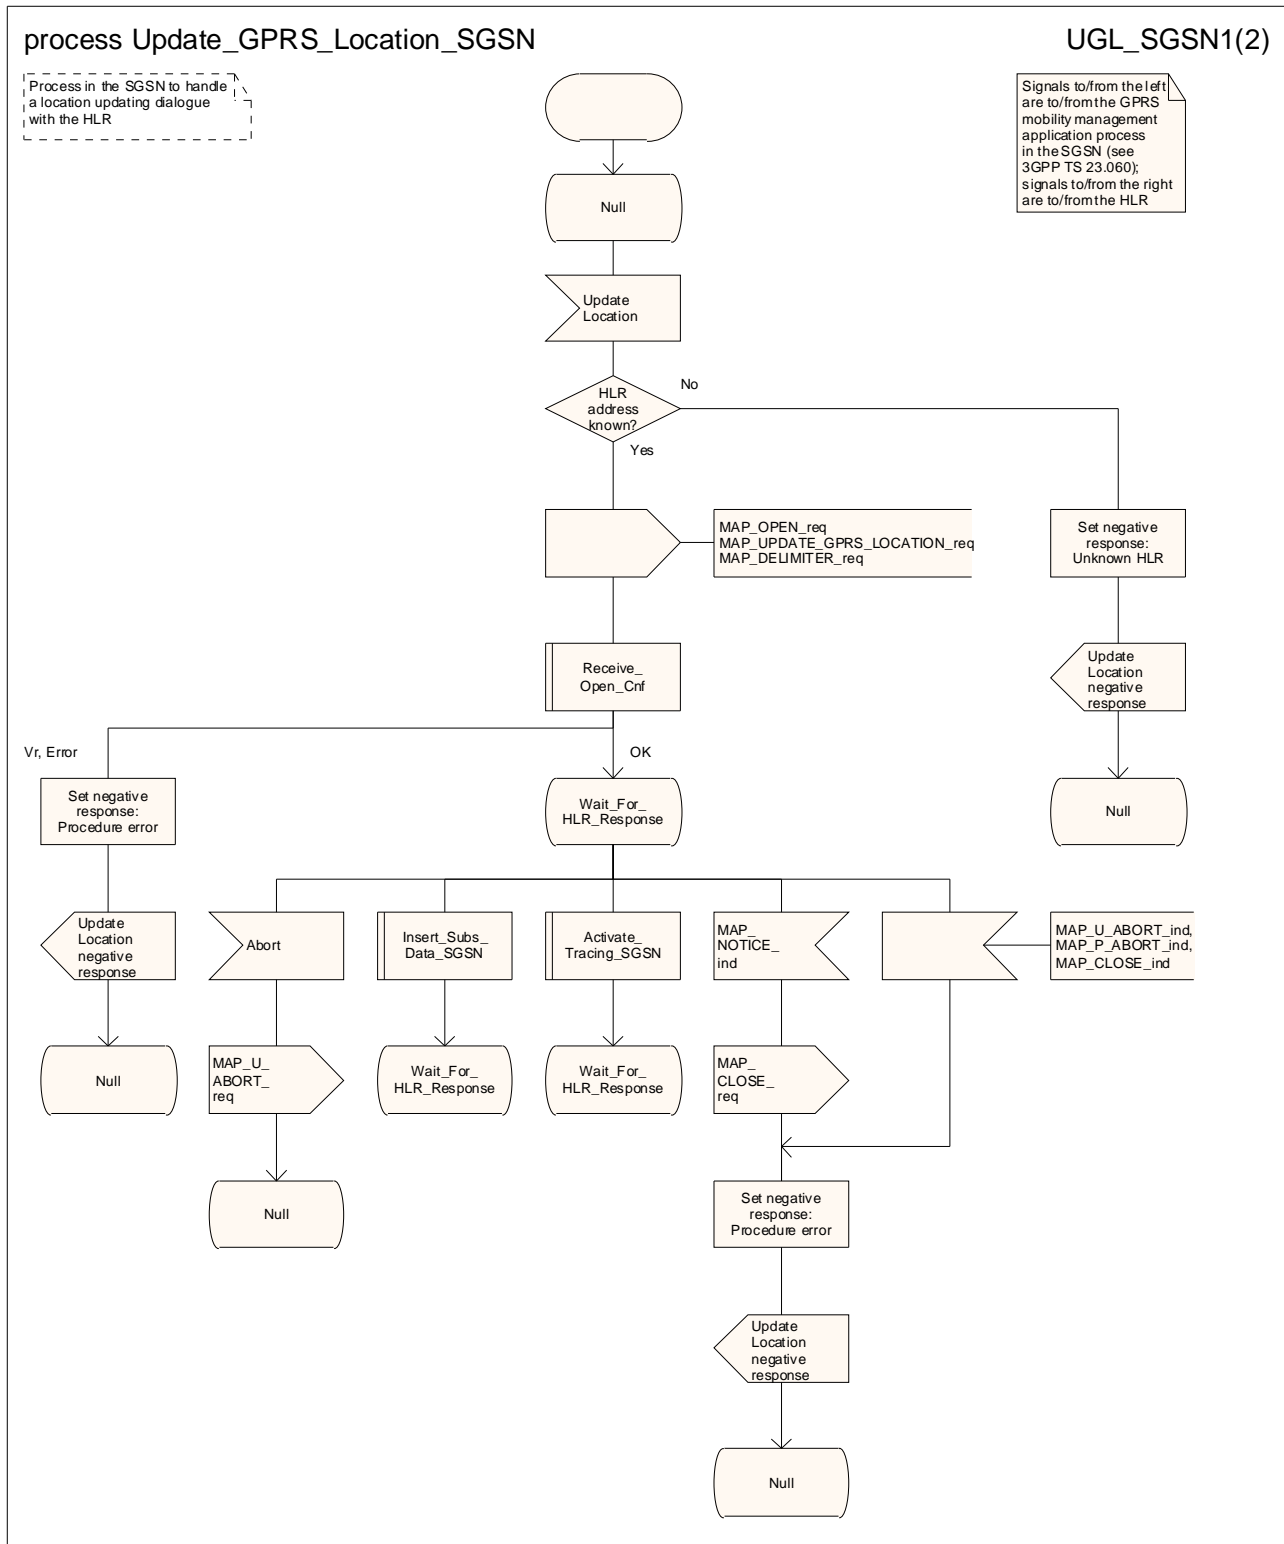 process Update_GPRS_Location_SGSN
UGL_SGSN1(2)
Process in the SGSN to handle
a location updating dialogue
with the HLR
Signals to/from the left
are to/from the GPRS
mobility management
application process
in the SGSN (see
3GPP TS 23.060);
signals to/from the right
are to/from the HLR
Null
Update
Location
HLR
address
known?
No
Yes
MAP_OPEN_req
MAP_UPDATE_GPRS_LOCATION_req
MAP_DELIMITER_req
Set negative
response:
Unknown HLR
Receive_
Open_Cnf
Update
Location
negative
response
Vr, Error
OK
Set negative
response:
Procedure error
Wait_For_
HLR_Response
Null
Update
Location
negative
response
Abort
Insert_Subs_
Data_SGSN
Activate_
Tracing_SGSN
MAP_
NOTICE_
ind
MAP_U_ABORT_ind,
MAP_P_ABORT_ind,
MAP_CLOSE_ind
Null
MAP_U_
ABORT_
req
Wait_For_
HLR_Response
Wait_For_
HLR_Response
MAP_
CLOSE_
req
Null
Set negative
response:
Procedure error
Update
Location
negative
response
Null